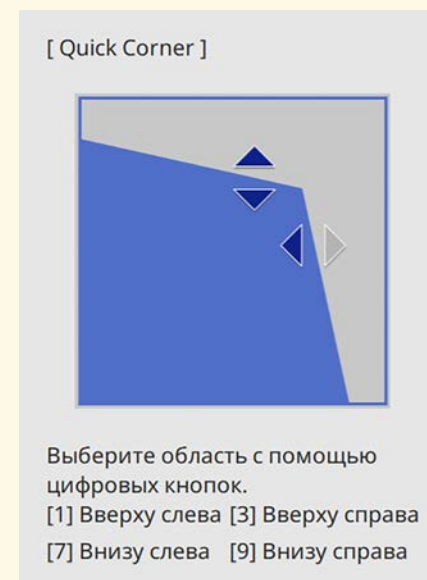 [ Quick Corner ]
Выберите область с помощью
цифровых кнопок.
[1] Вверху слева [3] Вверху справа
[7] Внизу слева [9] Внизу справа